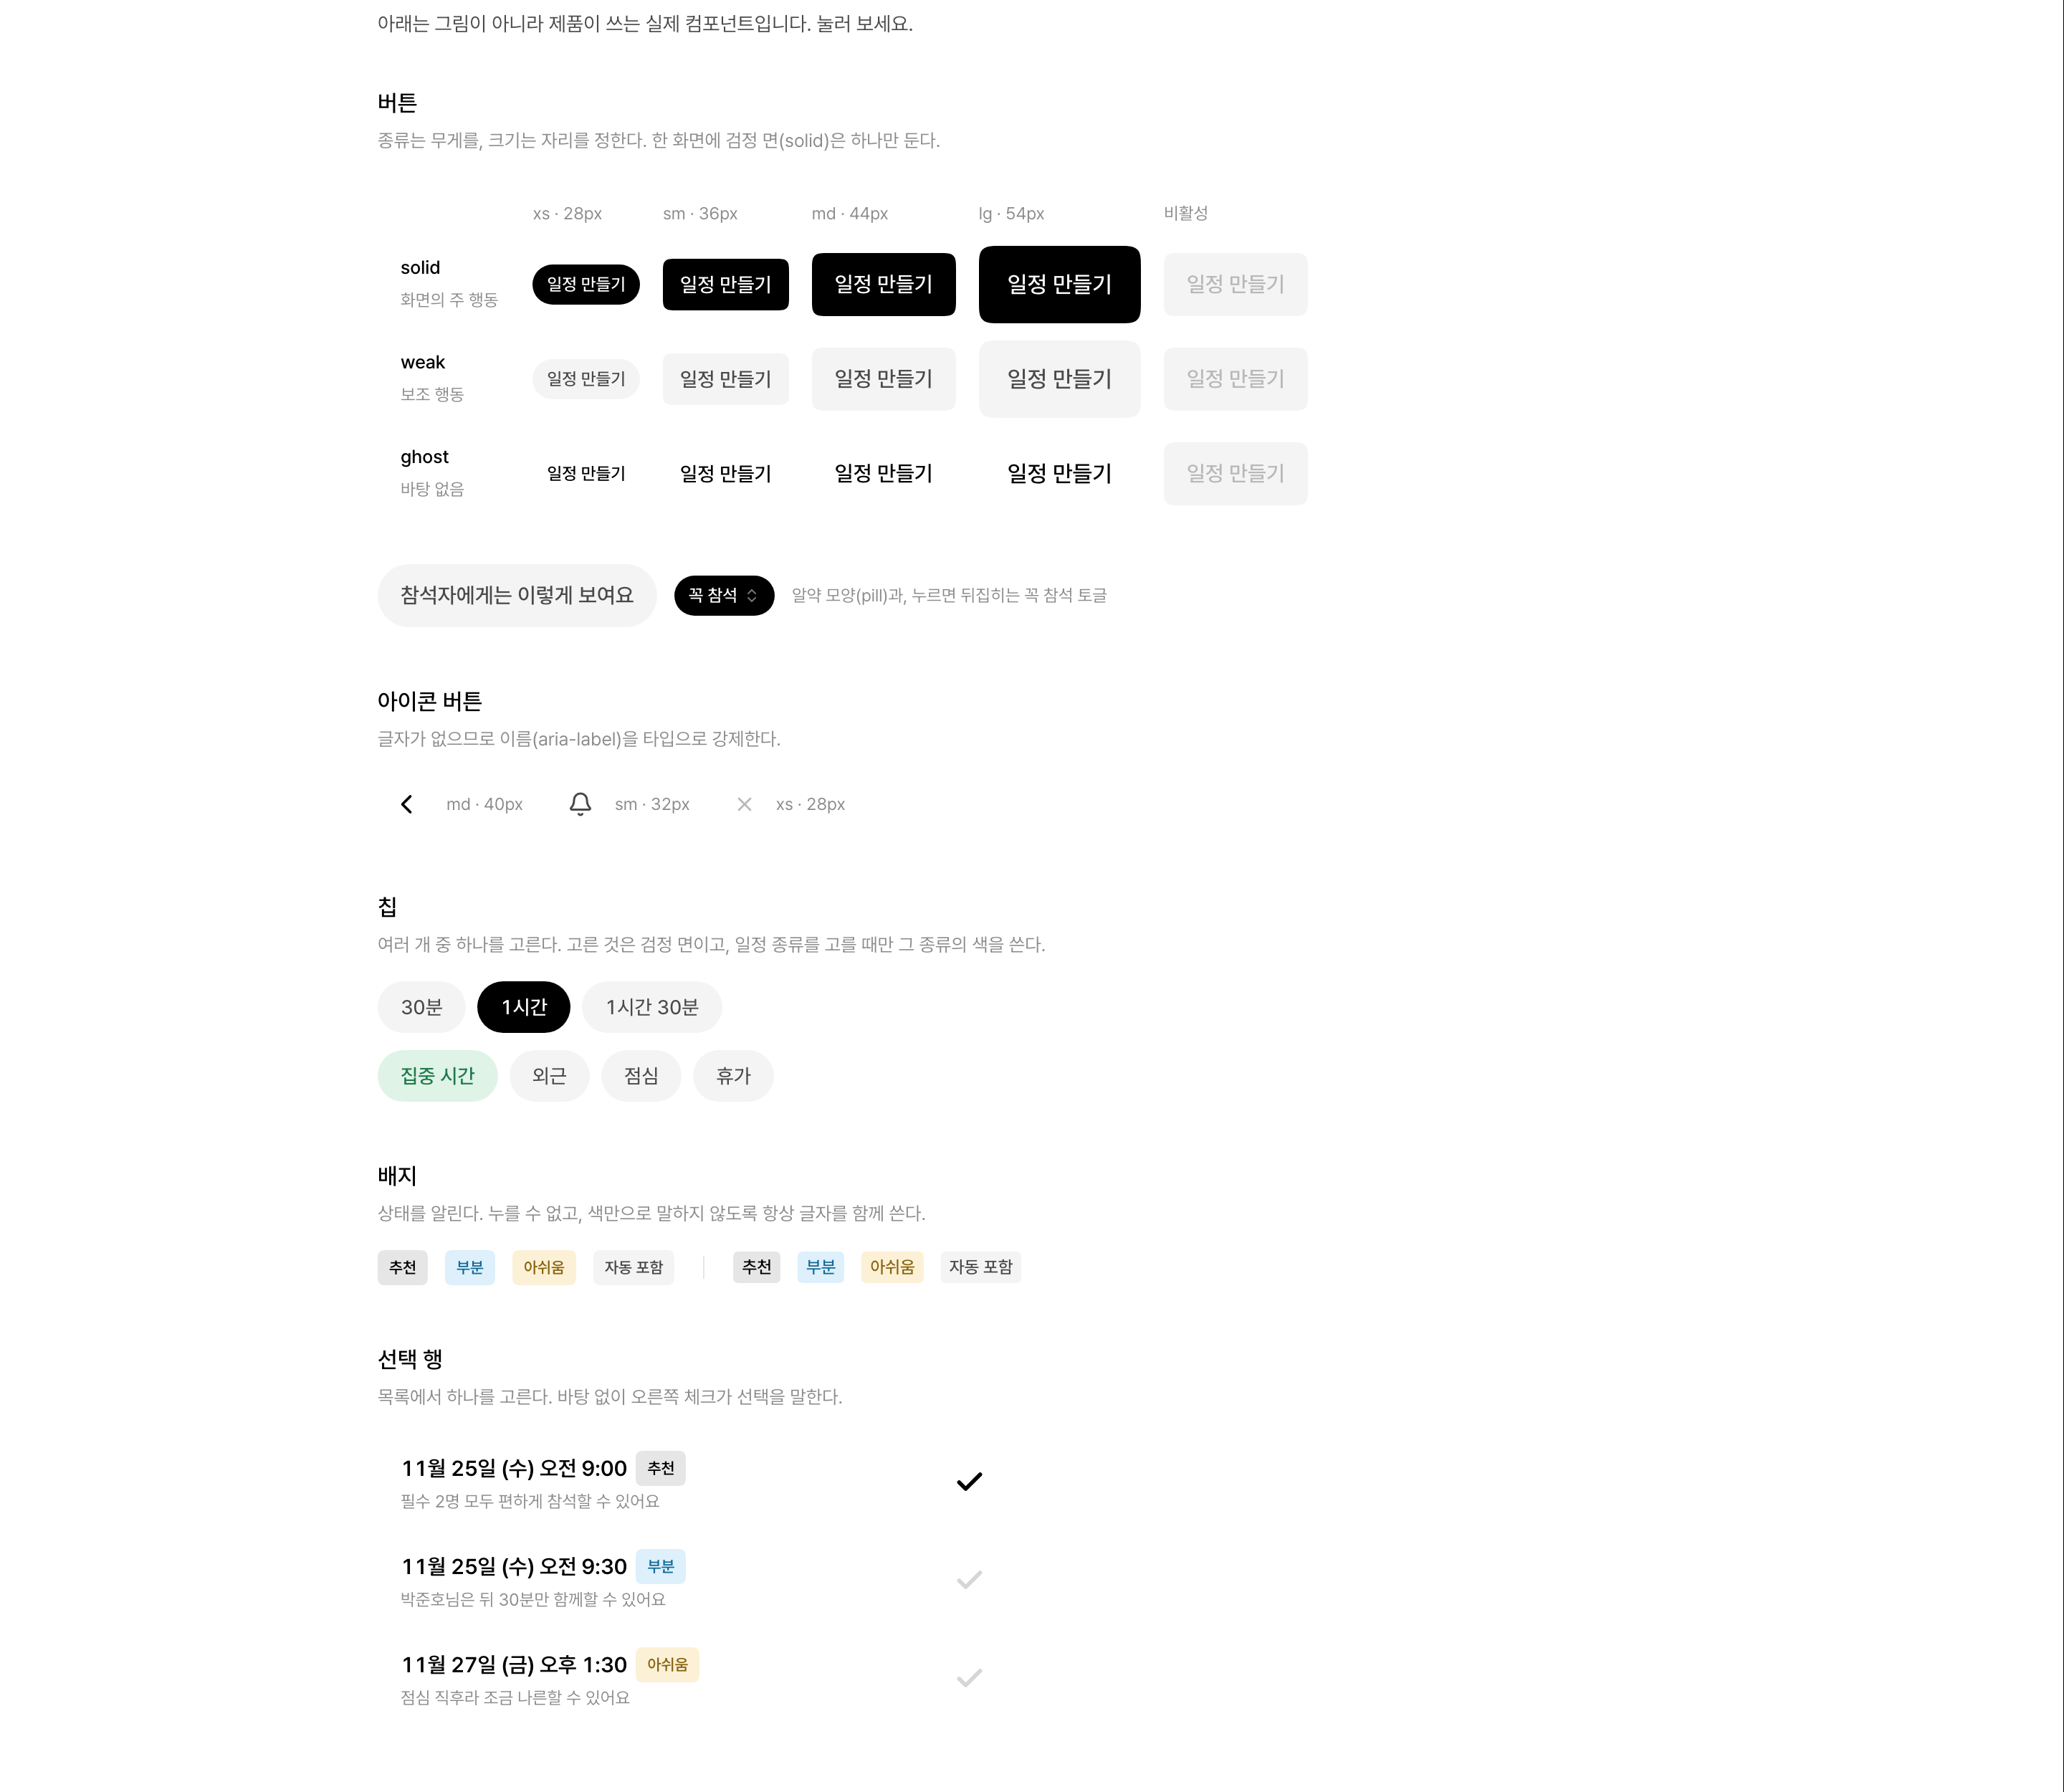 아래는 그림이 아니라 제품이 쓰는 실제 컴포넌트입니다. 눌러 보세요.
버튼
종류는 무게를, 크기는 자리를 정한다. 한 화면에 검정 면(solid)은 하나만 둔다.
xs · 28px sm · 36px md · 44px lg · 54px 비활성
solid
화면의 주 행동
일정 만들기 일정 만들기 일정 만들기 일정 만들기 일정 만들기
weak
보조 행동
일정 만들기 일정 만들기 일정 만들기 일정 만들기 일정 만들기
ghost
바탕 없음
일정 만들기 일정 만들기 일정 만들기 일정 만들기 일정 만들기
참석자에게는 이렇게 보여요 꼭 참석 알약 모양(pill)과, 누르면 뒤집히는 꼭 참석 토글
아이콘 버튼
글자가 없으므로 이름(aria-label)을 타입으로 강제한다.
md · 40px sm · 32px xs · 28px
칩
여러 개 중 하나를 고른다. 고른 것은 검정 면이고, 일정 종류를 고를 때만 그 종류의 색을 쓴다.
30분 1시간 1시간 30분
집중 시간 외근 점심 휴가
배지
상태를 알린다. 누를 수 없고, 색만으로 말하지 않도록 항상 글자를 함께 쓴다.
추천 부분 아쉬움 자동 포함 추천 부분 아쉬움 자동 포함
선택 행
목록에서 하나를 고른다. 바탕 없이 오른쪽 체크가 선택을 말한다.
11월 25일 (수) 오전 9:00 추천
필수 2명 모두 편하게 참석할 수 있어요
11월 25일 (수) 오전 9:30 부분
박준호님은 뒤 30분만 함께할 수 있어요
11월 27일 (금) 오후 1:30 아쉬움
점심 직후라 조금 나른할 수 있어요